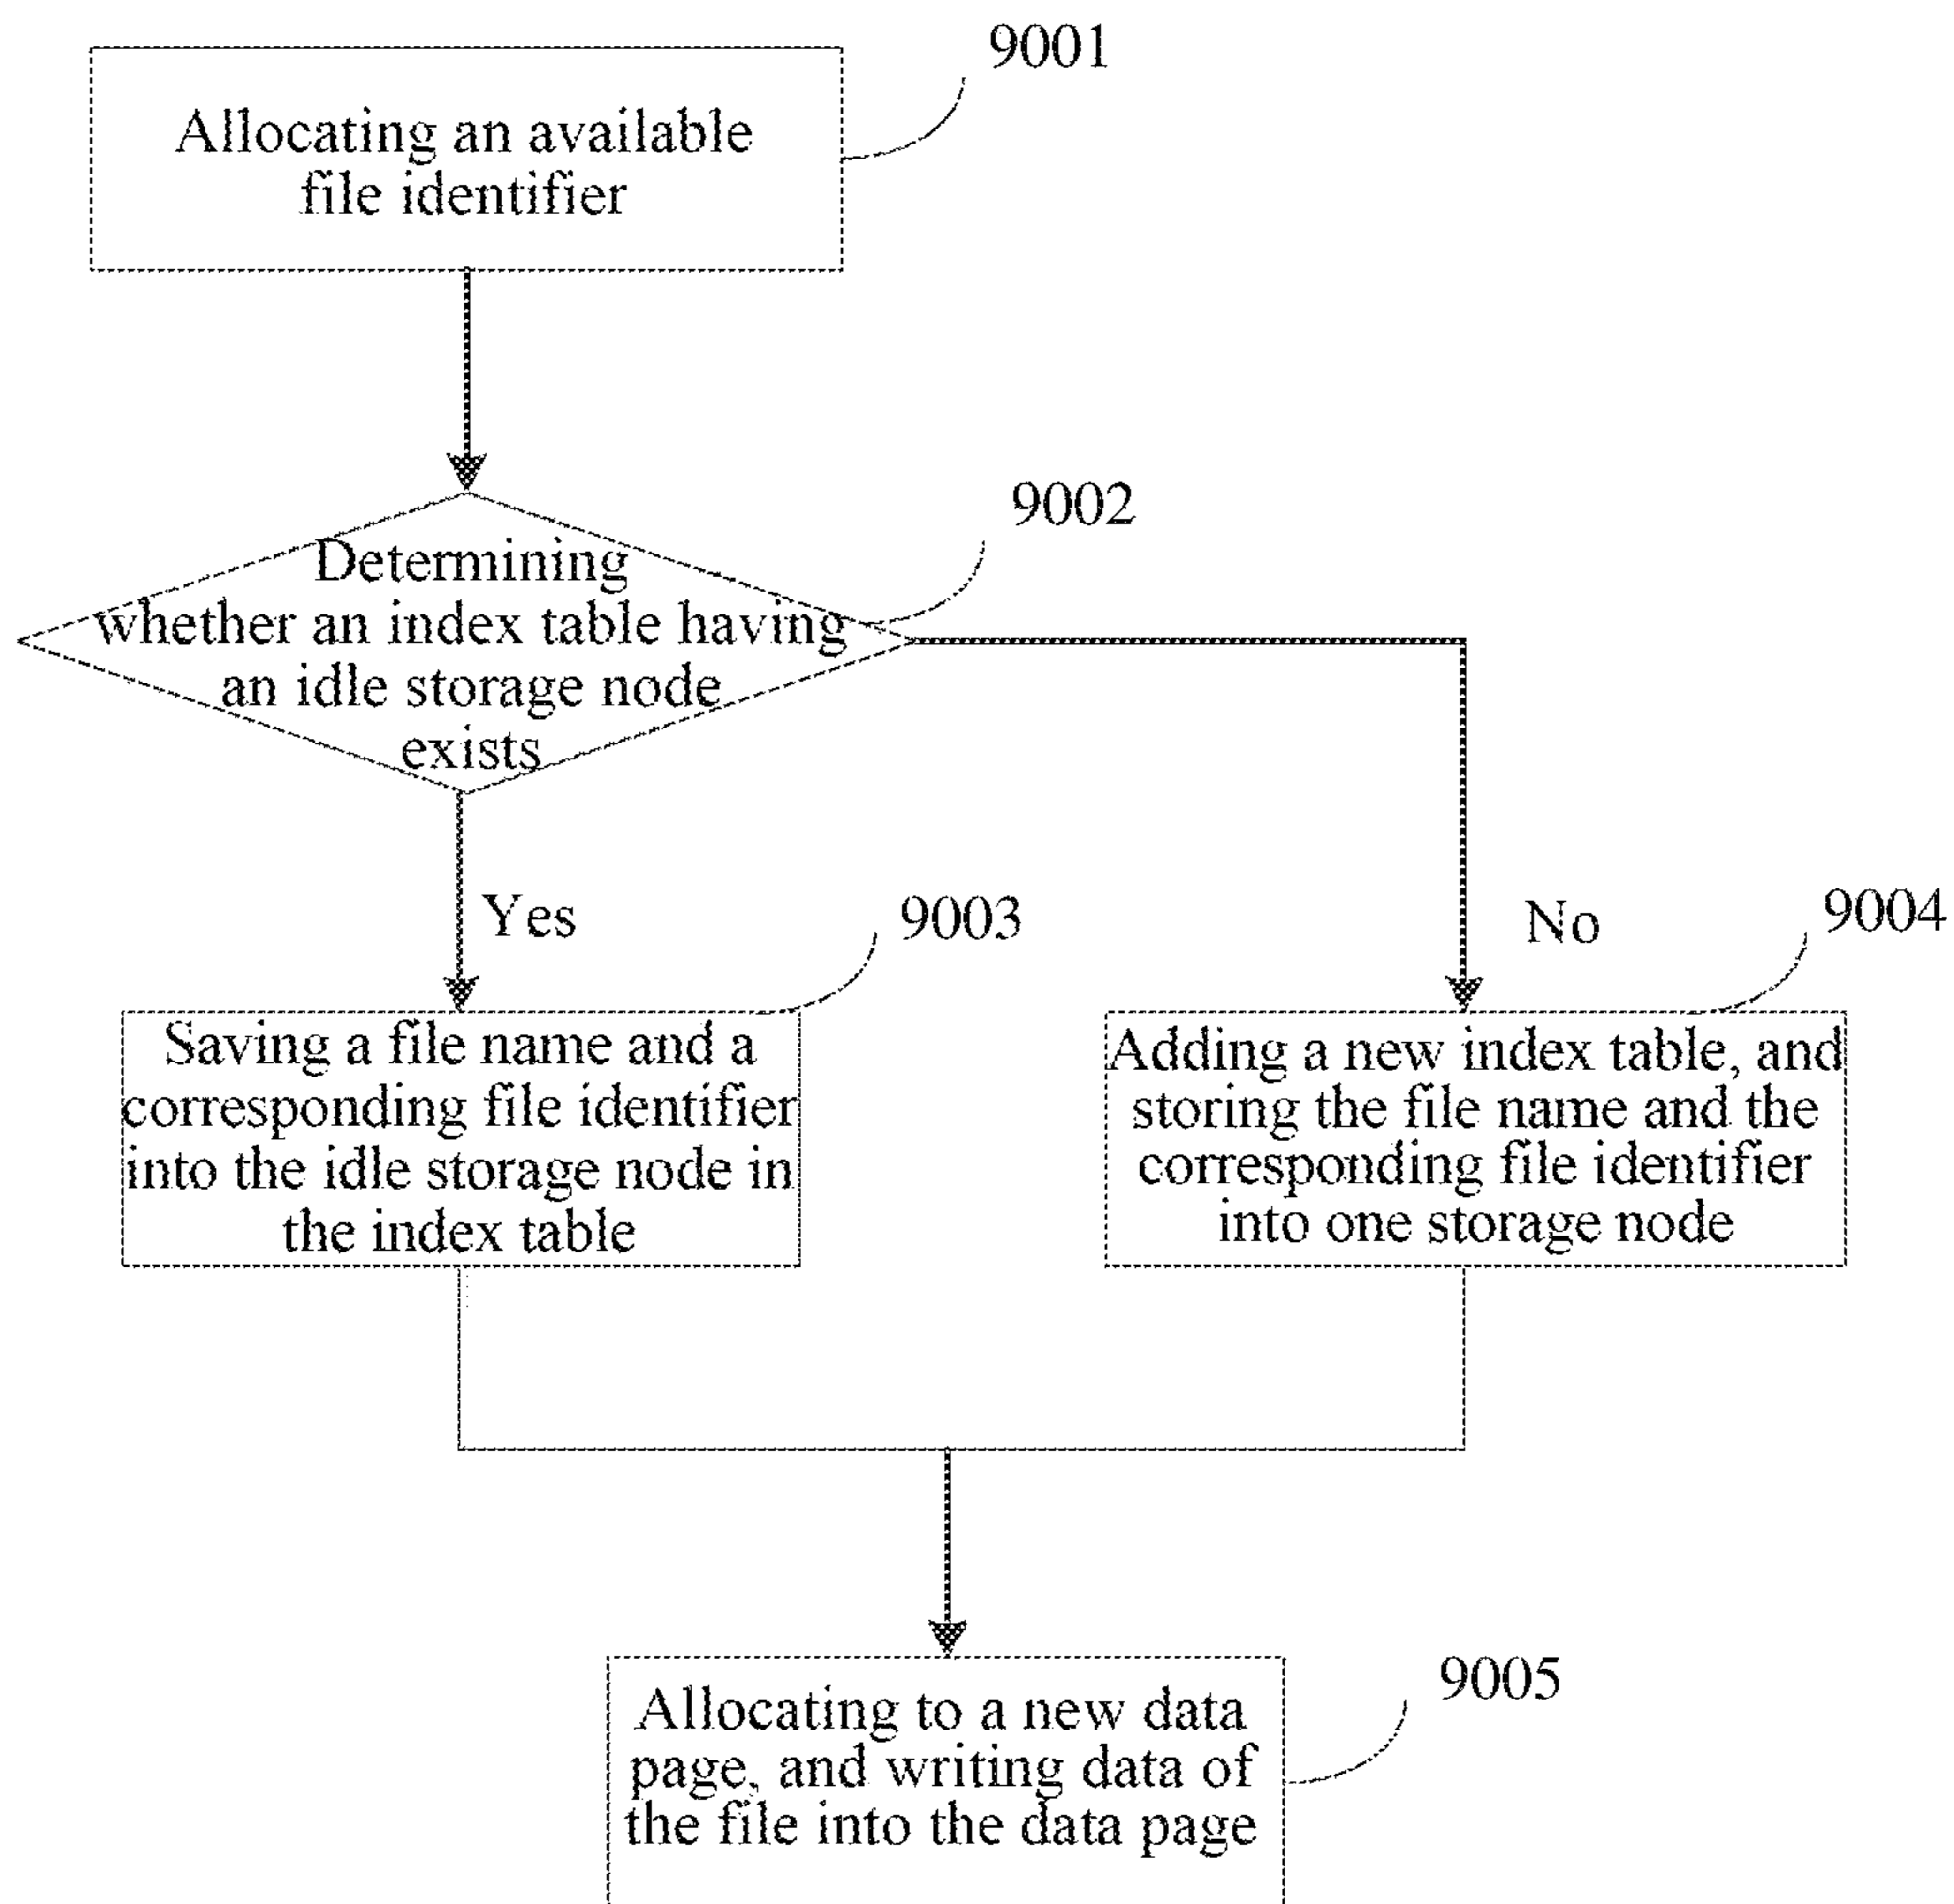 9001
Allocating an available
file identifier
9002
Determining
whether an index table having
an idle storage node
exists
Yes
9003
No
9004
Saving a file name and a
corresponding file identifier
into the idle storage node in
the index table
Adding a new index table, and
storing the file name and the
corresponding file identifier
into one storage node
9005
Allocating to a new data
page, and writing data of
the file into the data page